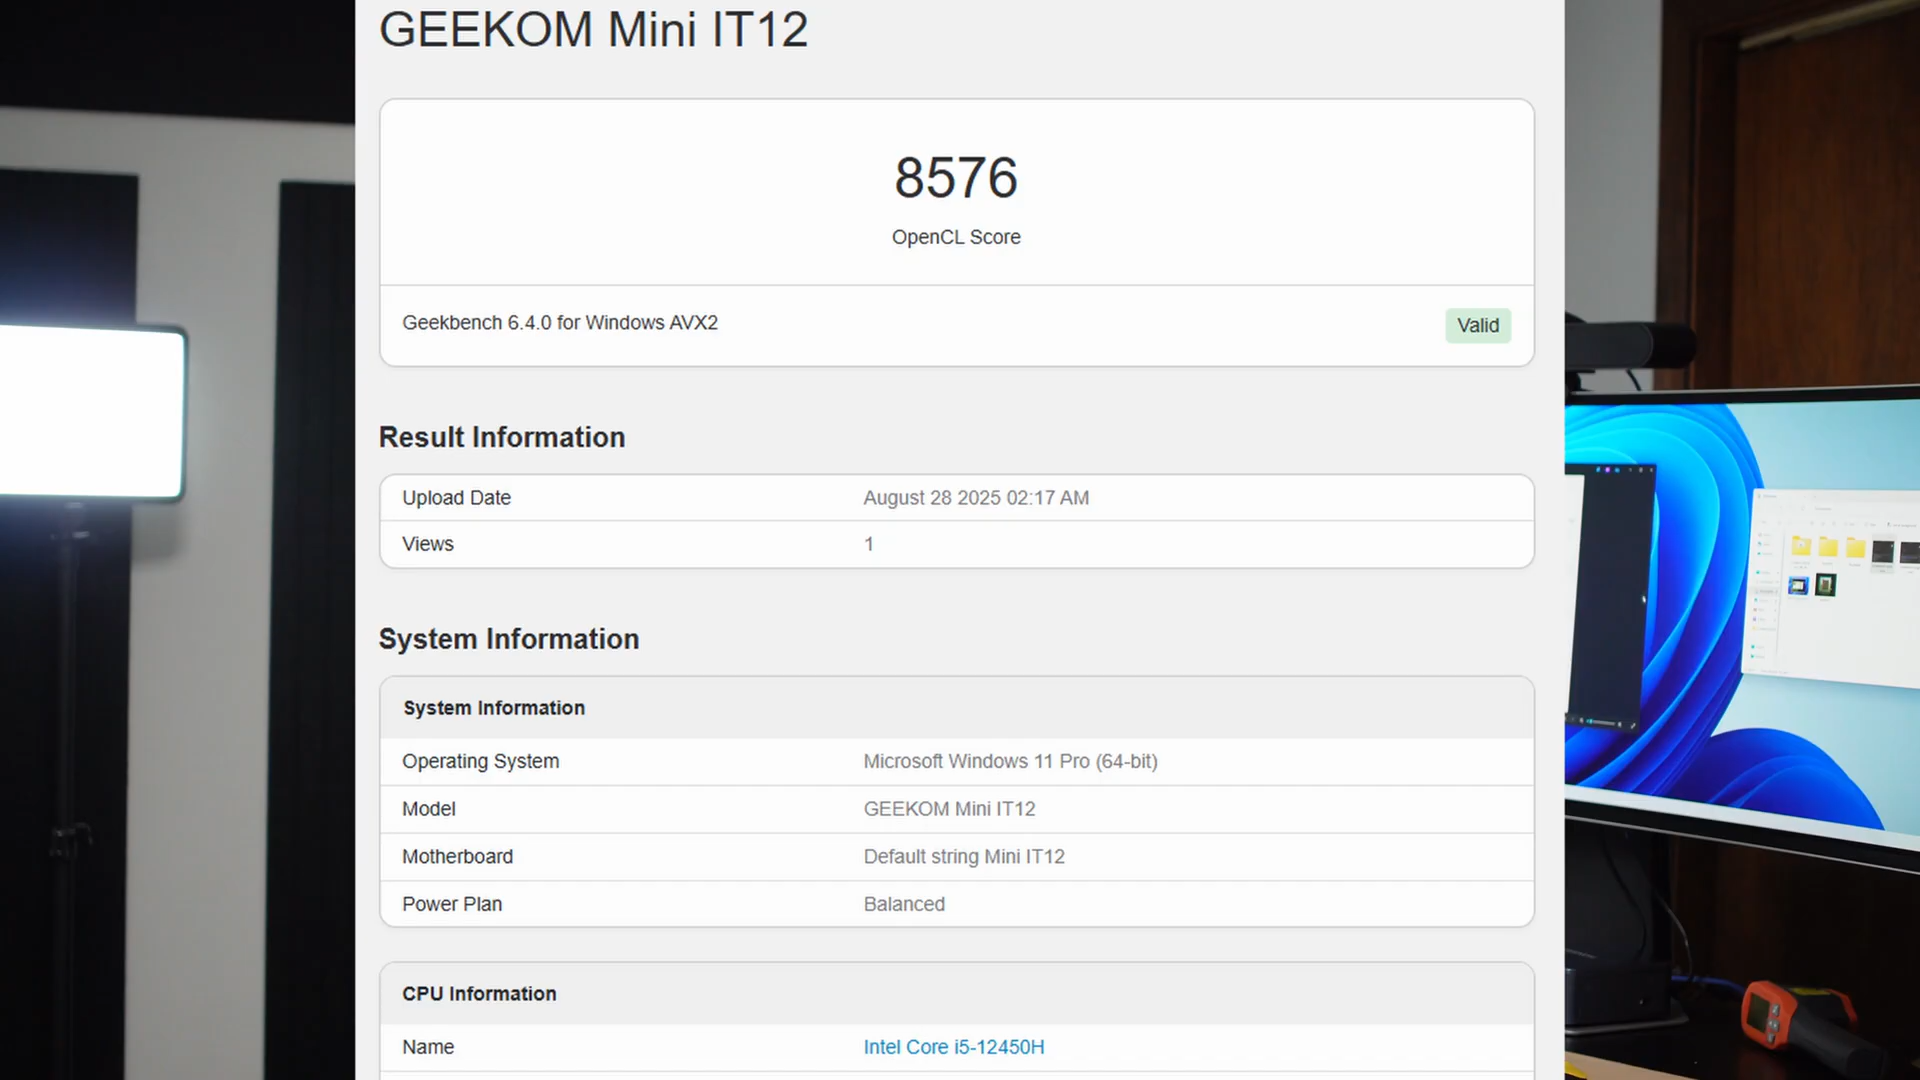 GEEKOM Mini IT12
8576
OpenCL Score
Geekbench 6.4.0 for Windows AVX2
Valid
Result Information
Upload Date August 28 2025 02:17 AM
Views 1
System Information
System Information
Operating System Microsoft Windows 11 Pro (64-bit)
Model GEEKOM Mini IT12
Motherboard Default string Mini IT12
Power Plan Balanced
CPU Information
Name Intel Core i5-12450H